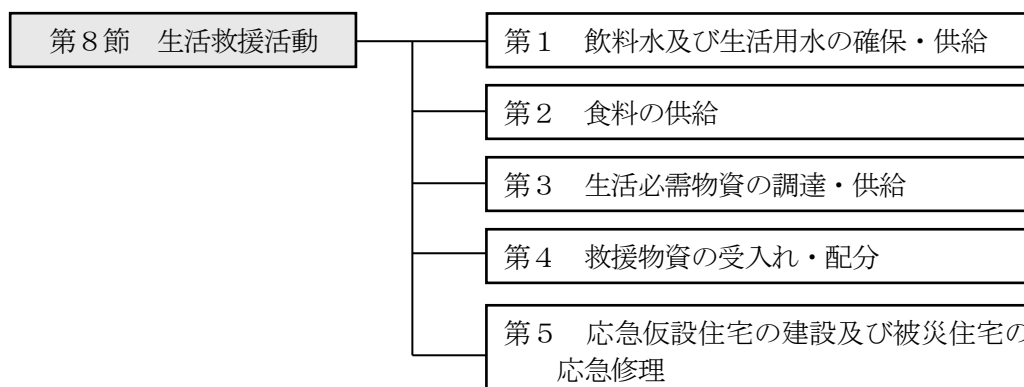 第８節　生活救援活動
第１　飲料水及び生活用水の確保・供給
第２　食料の供給
第３　生活必需物資の調達・供給
第４　救援物資の受入れ・配分
第５　応急仮設住宅の建設及び被災住宅の
応急修理